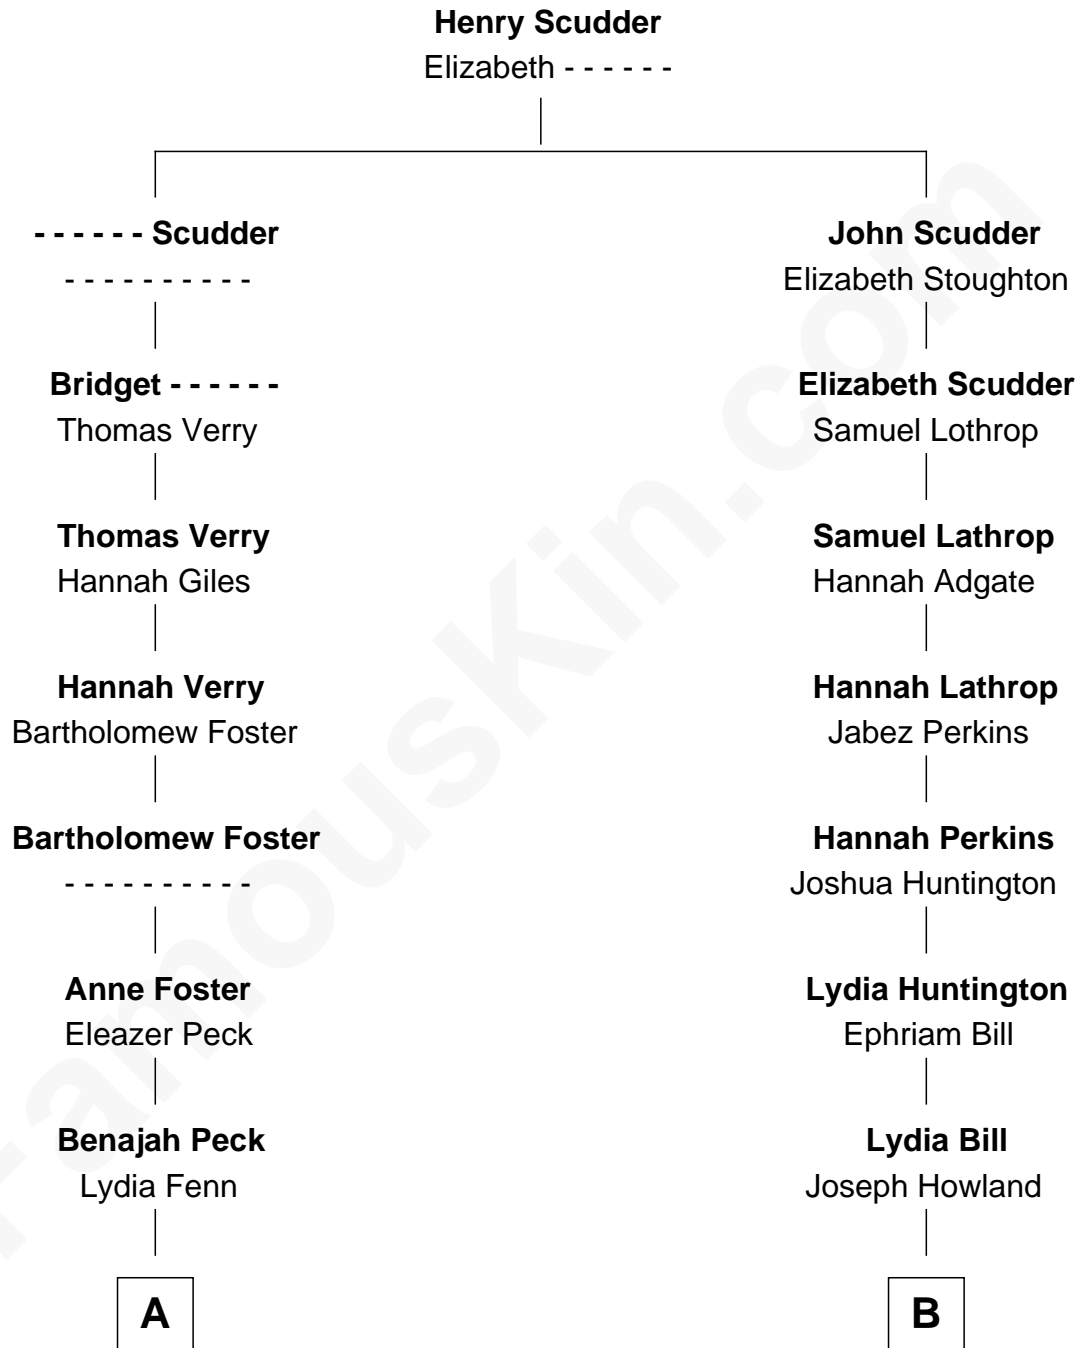 Henry Scudder
Elizabeth - - - - - -
- - - - - - Scudder
- - - - - - - - - -
John Scudder
Elizabeth Stoughton
Bridget - - - - - -
Thomas Verry
Elizabeth Scudder
Samuel Lothrop
Thomas Verry
Hannah Giles
Samuel Lathrop
Hannah Adgate
Hannah Verry
Bartholomew Foster
Hannah Lathrop
Jabez Perkins
Bartholomew Foster
- - - - - - - - - -
Hannah Perkins
Joshua Huntington
Anne Foster
Eleazer Peck
Lydia Huntington
Ephriam Bill
Benajah Peck
Lydia Fenn
Lydia Bill
Joseph Howland
A
B
FamousKin.com